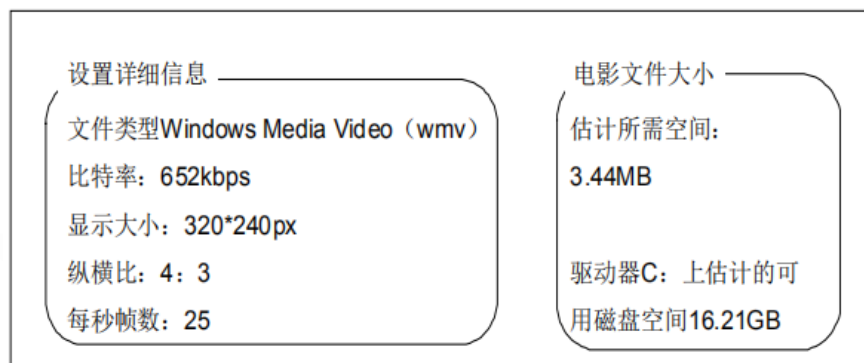 设置详细信息
文件类型Windows Media Video（wmv）
比特率：652kbps
显示大小：320*240px
纵横比：4：3
每秒帧数：25
电影文件大小
估计所需空间：
3.44MB
驱动器C：上估计的可
用磁盘空间16.21GB